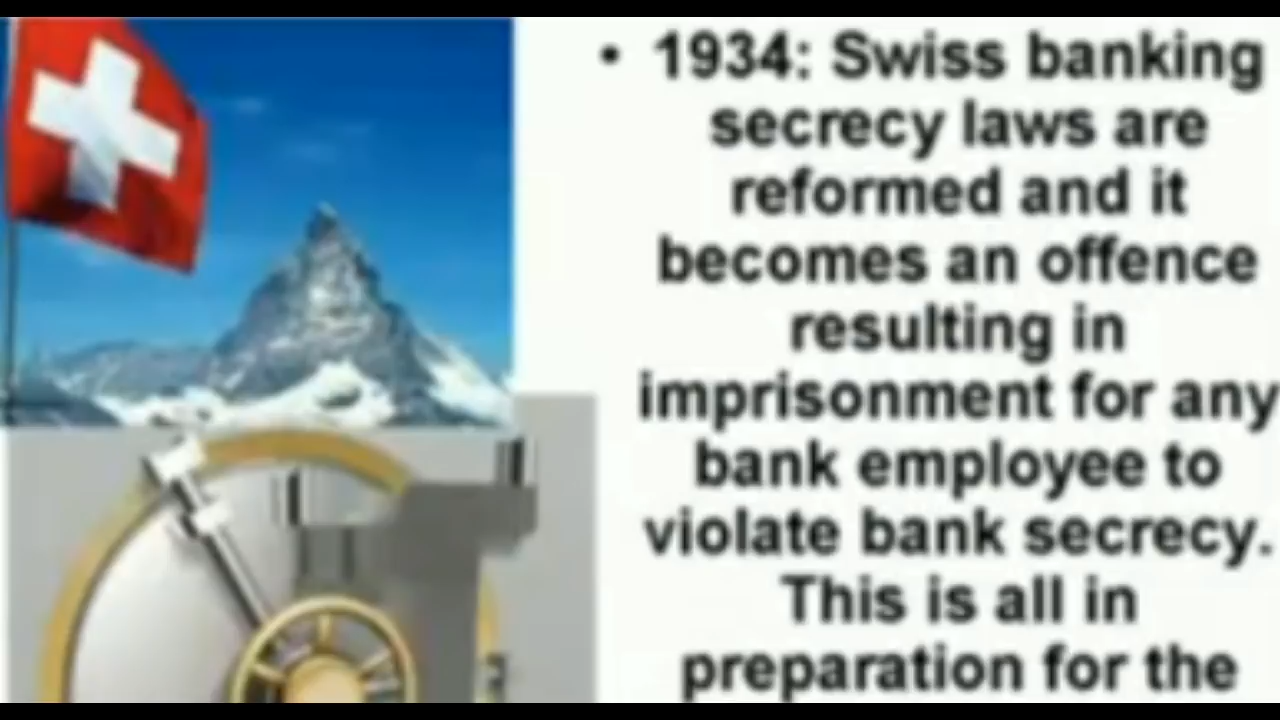 • 1934: Swiss banking
secrecy laws are
reformed and it
becomes an offence
resulting in
imprisonment for any
bank employee to
violate bank secrecy.
This is all in
preparation for the